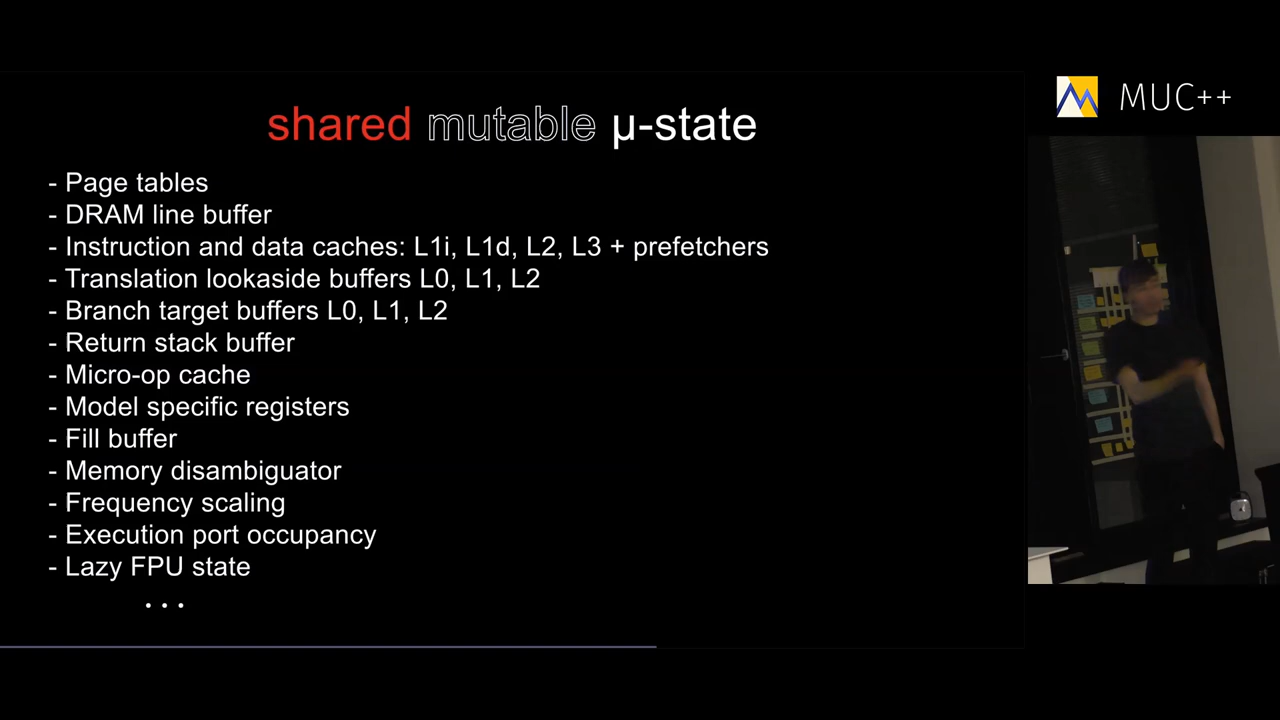 shared mutable µ-state
- Page tables
- DRAM line buffer
- Instruction and data caches: L1i, L1d, L2, L3 + prefetchers
- Translation lookaside buffers L0, L1, L2
- Branch target buffers L0, L1, L2
- Return stack buffer
- Micro-op cache
- Model specific registers
- Fill buffer
- Memory disambiguator
- Frequency scaling
- Execution port occupancy
- Lazy FPU state
...
MUC++